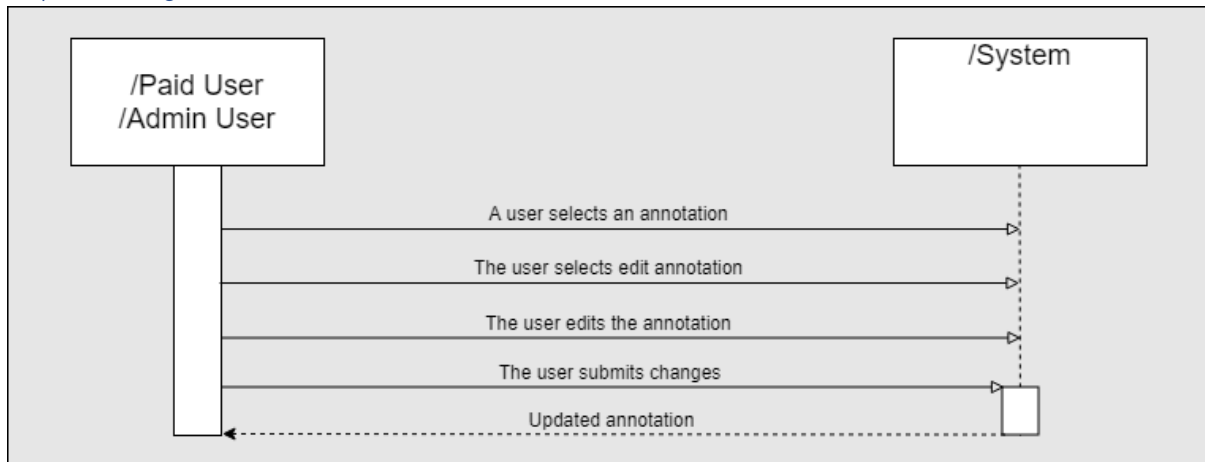 /Paid User
/Admin User
/System
A user selects an annotation
The user selects edit annotation
The user edits the annotation
The user submits changes
Updated annotation